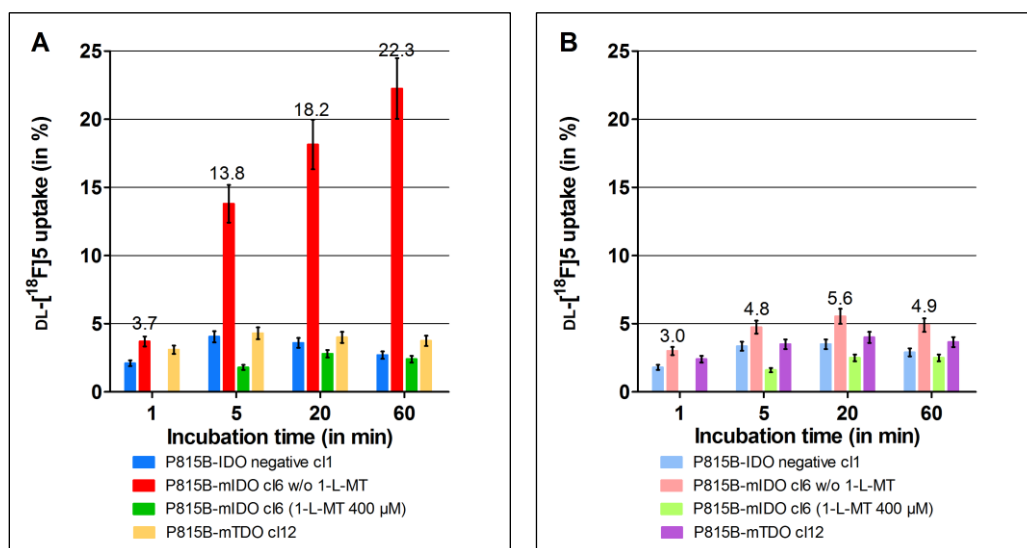 A
DL-[18F]5 uptake (in %)
25
20
15
10
5
0
3.7
13.8
18.2
22.3
1 5 20 60
Incubation time (in min)
P815B-IDO negative cl1
P815B-mIDO cl6 w/o 1-L-MT
P815B-mIDO cl6 (1-L-MT 400 µM)
P815B-mTDO cl12
B
DL-[18F]5 uptake (in %)
25
20
15
10
5
0
3.0
4.8
5.6
4.9
1 5 20 60
Incubation time (in min)
P815B-IDO negative cl1
P815B-mIDO cl6 w/o 1-L-MT
P815B-mIDO cl6 (1-L-MT 400 µM)
P815B-mTDO cl12